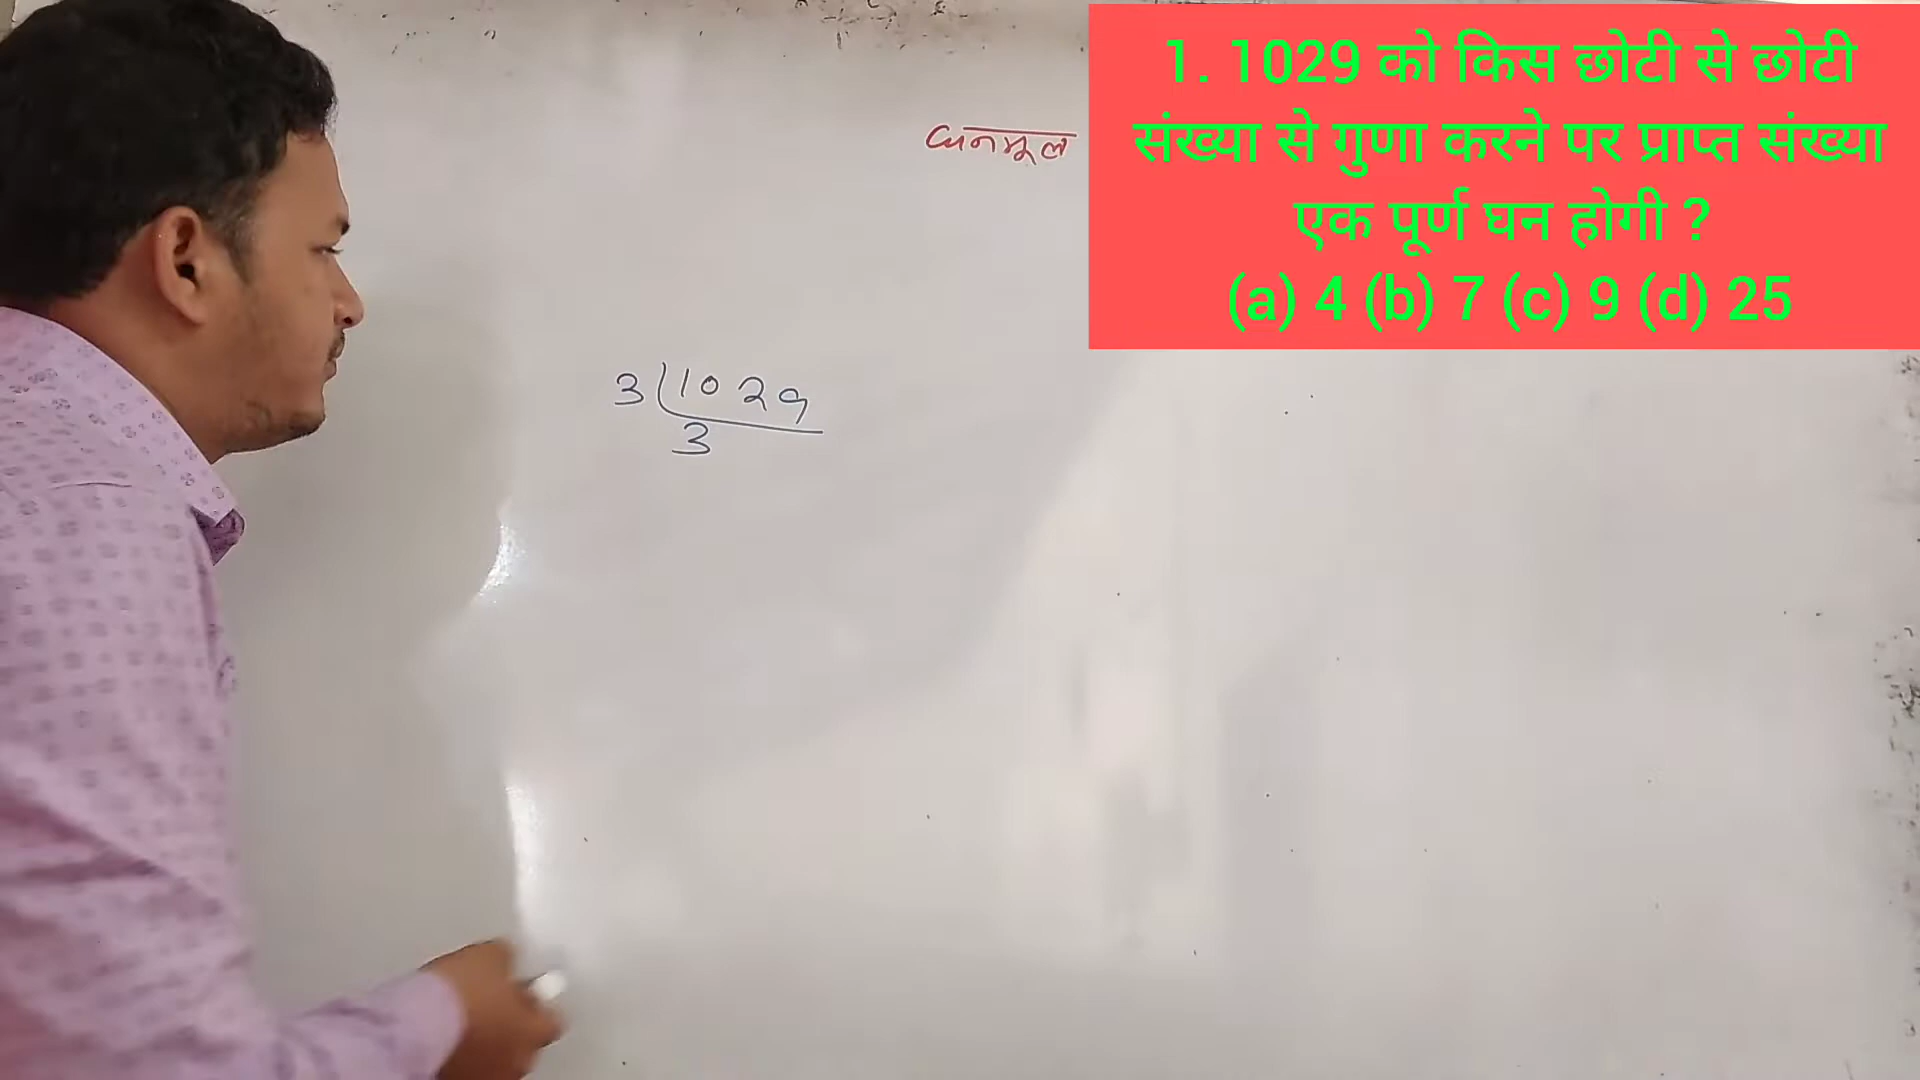 घनमूल
1. 1029 को किस छोटी से छोटी
संख्या से गुणा करने पर प्राप्त संख्या
एक पूर्ण घन होगी ?
(a) 4 (b) 7 (c) 9 (d) 25
3 1029
3